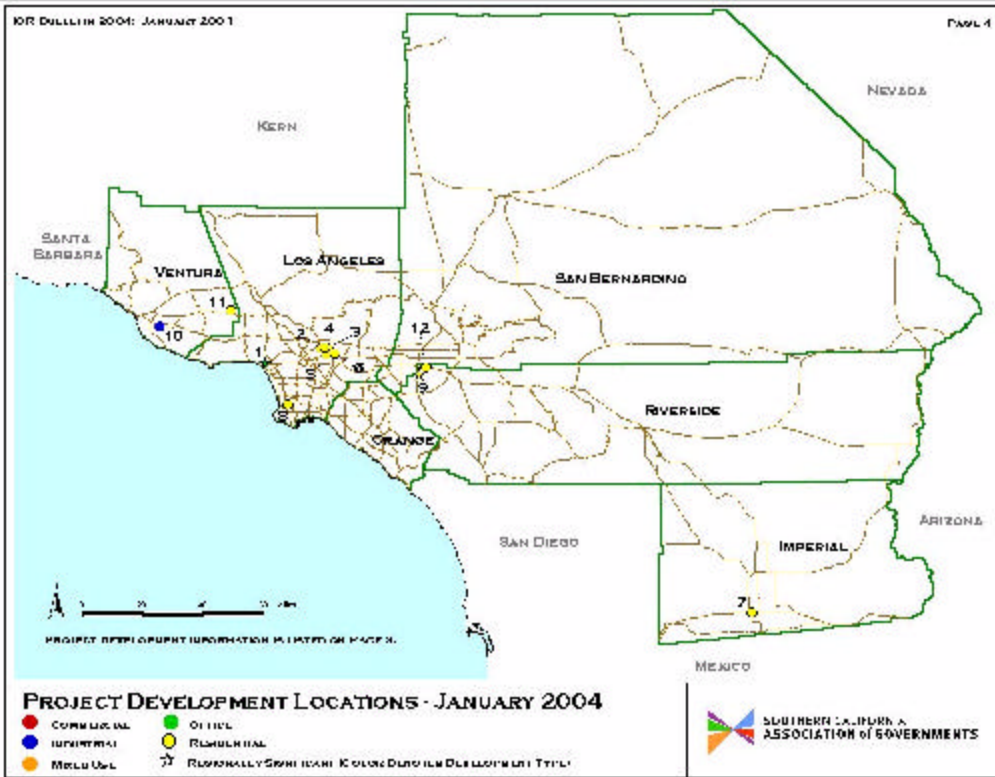 IGR BULLETIN 2004: JANUARY 2004
PAGE 4
NEVADA
KERN
SANTA BARBARA
VENTURA
LOS ANGELES
SAN BERNARDINO
11
10
2
4
3
12
1
5
6
9
8
RIVERSIDE
ORANGE
SAN DIEGO
ARIZONA
IMPERIAL
7
MEXICO
PROJECT DEVELOPMENT INFORMATION IS LISTED ON PAGE
PROJECT DEVELOPMENT LOCATIONS - JANUARY 2004
COMMERCIAL
OFFICE
INDUSTRIAL
RESIDENTIAL
MIXED USE
REGIONALLY SIGNIFICANT (COLOR DENOTES DEVELOPMENT TYPE)
SOUTHERN CALIFORNIA
ASSOCIATION of GOVERNMENTS